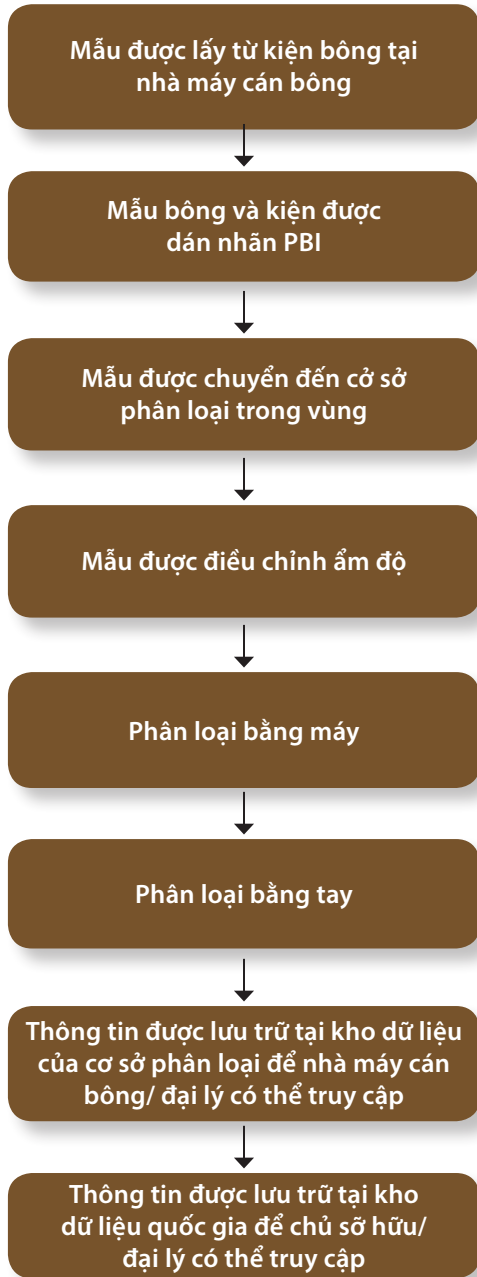 Mẫu được lấy từ kiện bông tại
nhà máy cán bông
Mẫu bông và kiện được
dán nhãn PBI
Mẫu được chuyển đến cở sở
phân loại trong vùng
Mẫu được điều chỉnh ẩm độ
Phân loại bằng máy
Phân loại bằng tay
Thông tin được lưu trữ tại kho dữ liệu
của cơ sở phân loại để nhà máy cán
bông/ đại lý có thể truy cập
Thông tin được lưu trữ tại kho
dữ liệu quốc gia để chủ sỡ hữu/
đại lý có thể truy cập